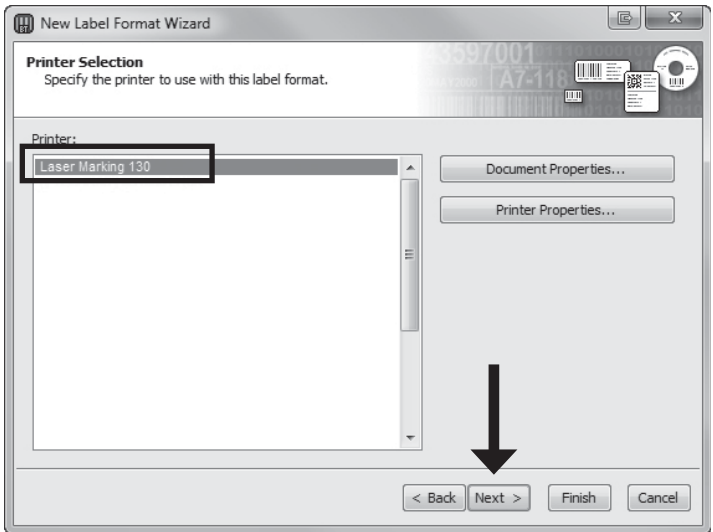 New Label Format Wizard
Printer Selection
Specify the printer to use with this label format.
3597001
A7-118
Printer:
Laser Marking 130
Document Properties...
Printer Properties...
< Back
Next >
Finish
Cancel